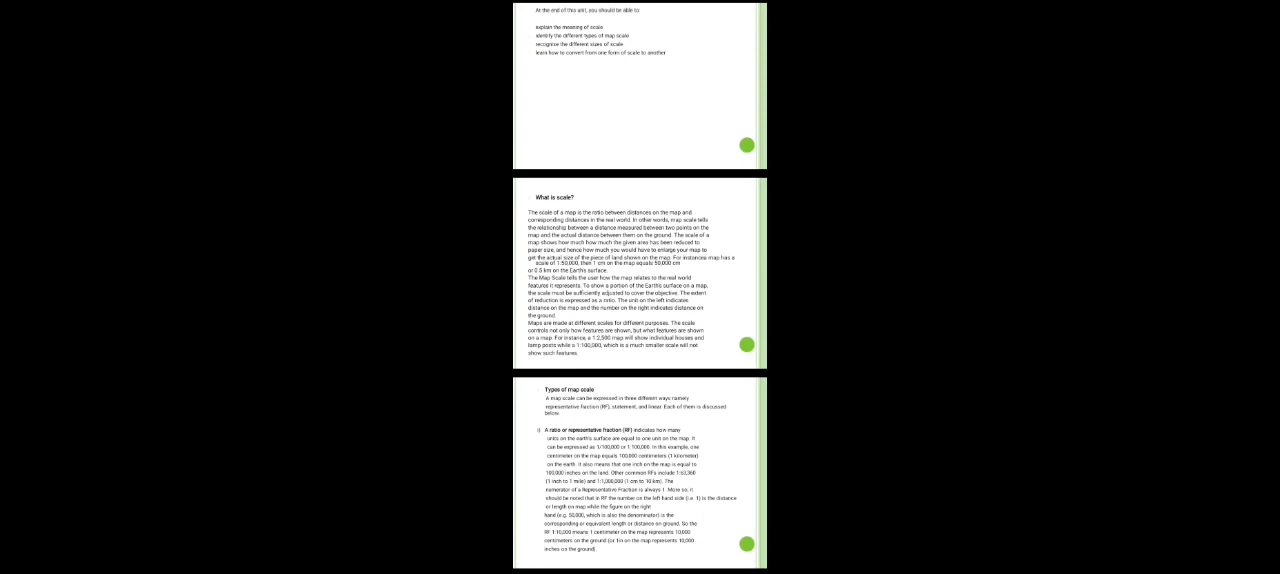 At the end of this unit, you should be able to:
explain the meaning of scale
identify the different types of map scale
recognise the different sizes of scale
learn how to convert from one form of scale to another
What is scale?
The scale of a map is the ratio between distances on the map and
corresponding distances in the real world. In other words, map scale tells
the relationship between a distance measured between two points on the
map and the actual distance between them on the ground. The scale of a
map shows how much how much the given area has been reduced to
paper size, and hence how much you would have to enlarge your map to
get the actual size of the piece of land shown on the map. For instance a map has a
scale of 1:50,000, then 1 cm on the map equals 50,000 cm
or 0.5 km on the Earth's surface.
The Map Scale tells the user how the map relates to the real world
features it represents. To show a portion of the Earth's surface on a map,
the scale must be sufficiently adjusted to cover the objective. The extent
of reduction is expressed as a ratio. The unit on the left indicates
distance on the map and the number on the right indicates distance on
the ground.
Maps are made at different scales for different purposes. The scale
controls not only how features are shown, but what features are shown
on a map. For instance, a 1:2,500 map will show individual houses and
lamp posts while a 1:100,000, which is a much smaller scale will not
show such features.
Types of map scale
A map scale can be expressed in three different ways namely
representative fraction (RF), statement, and linear. Each of them is discussed
below
i) A ratio or representative fraction (RF) indicates how many
units on the earth's surface are equal to one unit on the map. It
can be expressed as 1/100,000 or 1:100,000. In this example, one
centimeter on the map equals 100,000 centimeters (1 kilometer)
on the earth. It also means that one inch on the map is equal to
100,000 inches on the land. Other common RFs include 1:63,360
(1 inch to 1 mile) and 1:1,000,000 (1 cm to 10 km). The
numerator of a Representative Fraction is always 1. More so, it
should be noted that in RF the number on the left hand side (i.e. 1) is the distance
or length on map while the figure on the right
hand (e.g. 50,000, which is also the denominator) is the
corresponding or equivalent length or distance on ground. So the
RF 1:10,000 means 1 centimeter on the map represents 10,000
centimeters on the ground (or 1in on the map represents 10,000
inches on the ground).